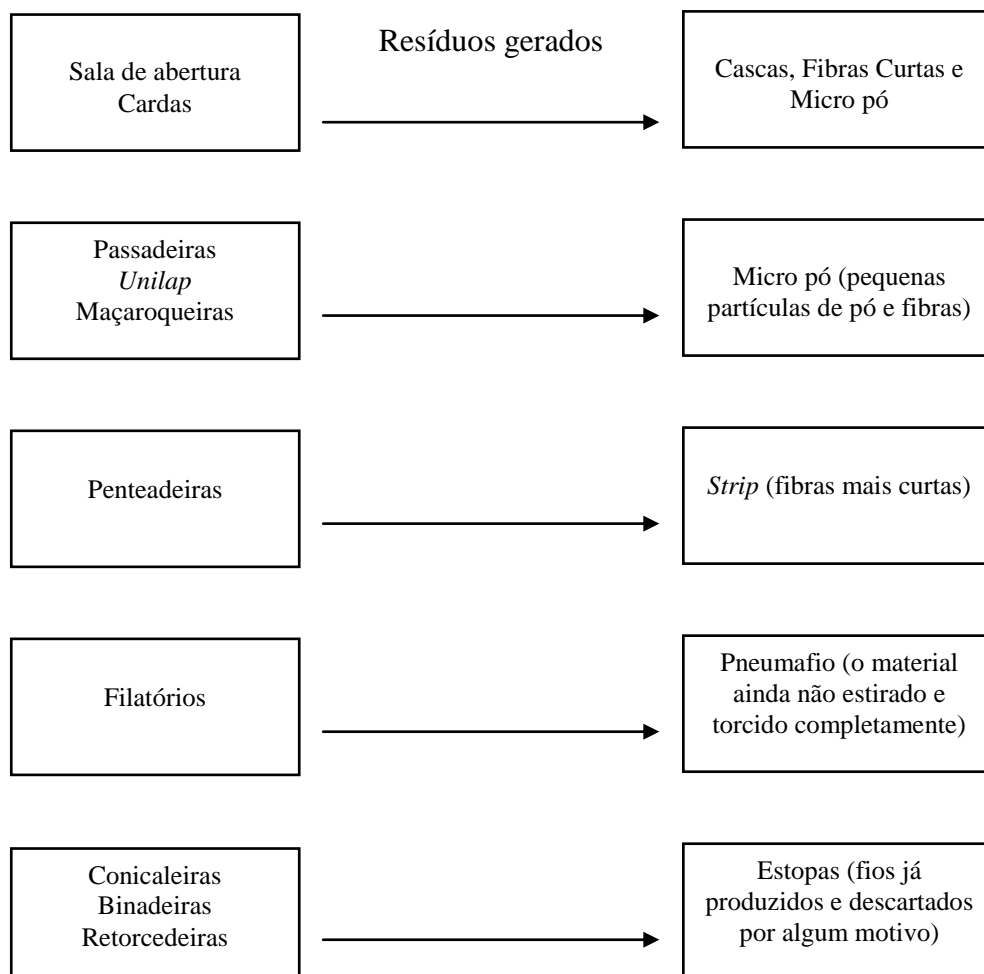 Resíduos gerados
Sala de abertura
Cardas
Cascas, Fibras Curtas e
Micro pó
Passadeiras
Unilap
Maçaroqueiras
Micro pó (pequenas
partículas de pó e fibras)
Penteadeiras
Strip (fibras mais curtas)
Filatórios
Pneumafio (o material
ainda não estirado e
torcido completamente)
Conicaleiras
Binadeiras
Retorcedeiras
Estopas (fios já
produzidos e descartados
por algum motivo)